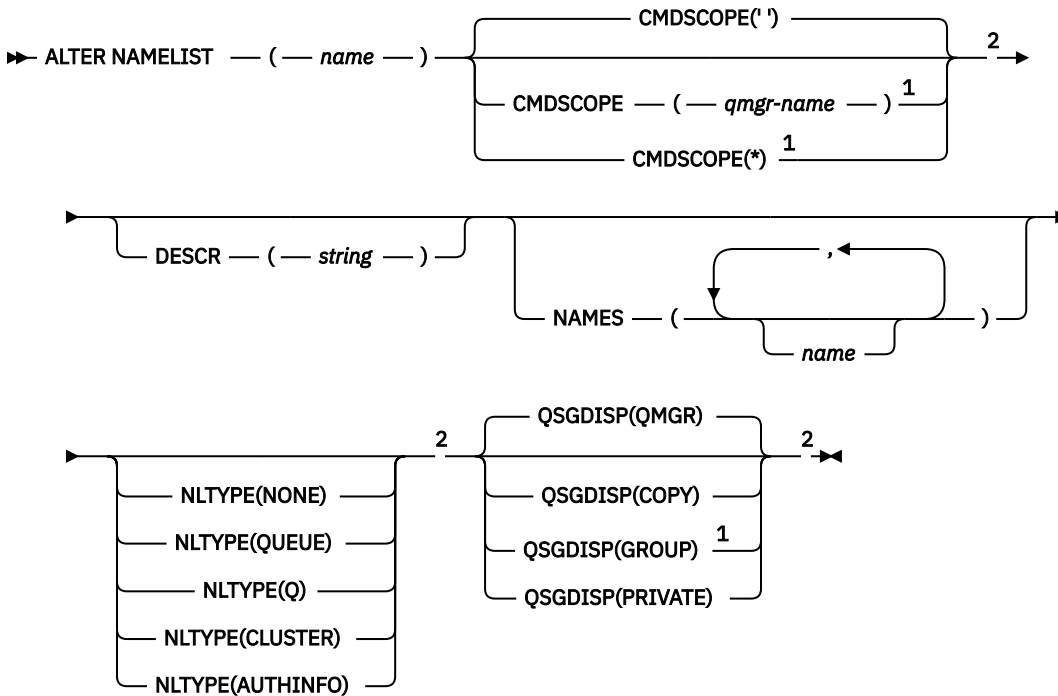 CMDSCOPE(' ')
ALTER NAMELIST ( name ) 2
CMDSCOPE ( qmgr-name ) 1
CMDSCOPE(*) 1
DESCR ( string )
,
NAMES ( )
name
QSGDISP(QMGR)
2 2
NLTYPE(NONE) QSGDISP(COPY)
NLTYPE(QUEUE) QSGDISP(GROUP) 1
NLTYPE(Q) QSGDISP(PRIVATE)
NLTYPE(CLUSTER)
NLTYPE(AUTHINFO)